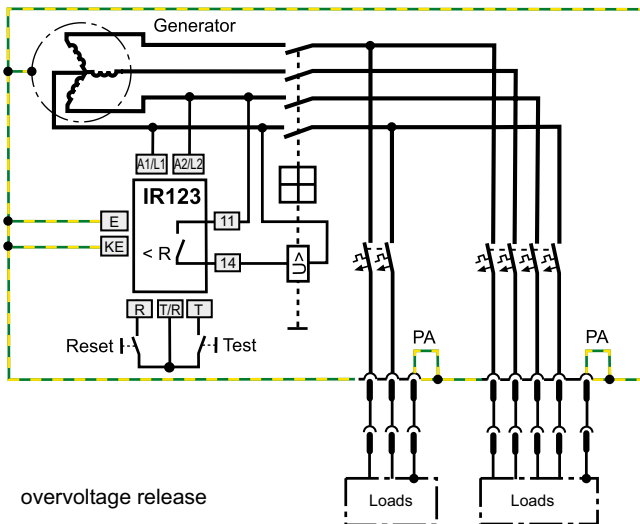 Generator
A1/L1 A2/L2
IR123
E
11
KE
< R
14
U>
R T/R T
Reset Test
PA PA
Loads Loads
overvoltage release